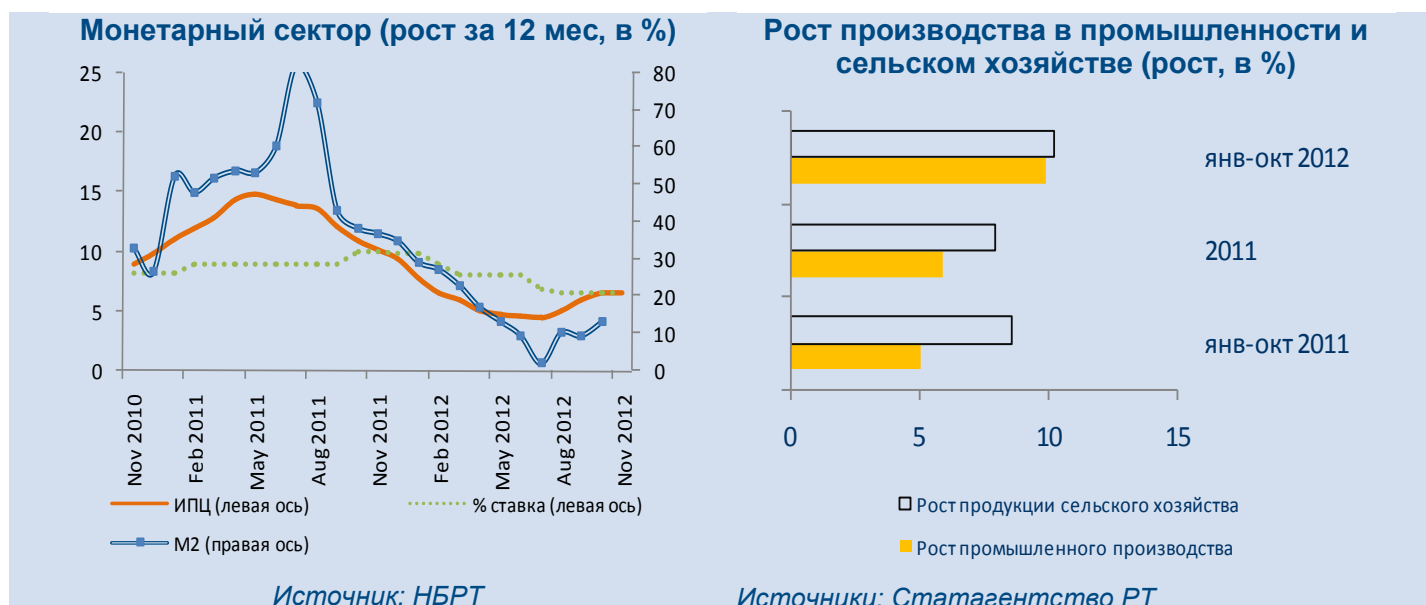 Монетарный сектор (рост за 12 мес, в %)
25
20
15
10
5
0
80
70
60
50
40
30
20
10
0
Nov 2010
Feb 2011
May 2011
Aug 2011
Nov 2011
Feb 2012
May 2012
Aug 2012
Nov 2012
ИПЦ (левая ось)
% ставка (левая ось)
М2 (правая ось)
Источник: НБРТ
Рост производства в промышленности и
сельском хозяйстве (рост, в %)
янв-окт 2012
2011
янв-окт 2011
0 5 10 15
Рост продукции сельского хозяйства
Рост промышленного производства
Источники: Статагентство РТ